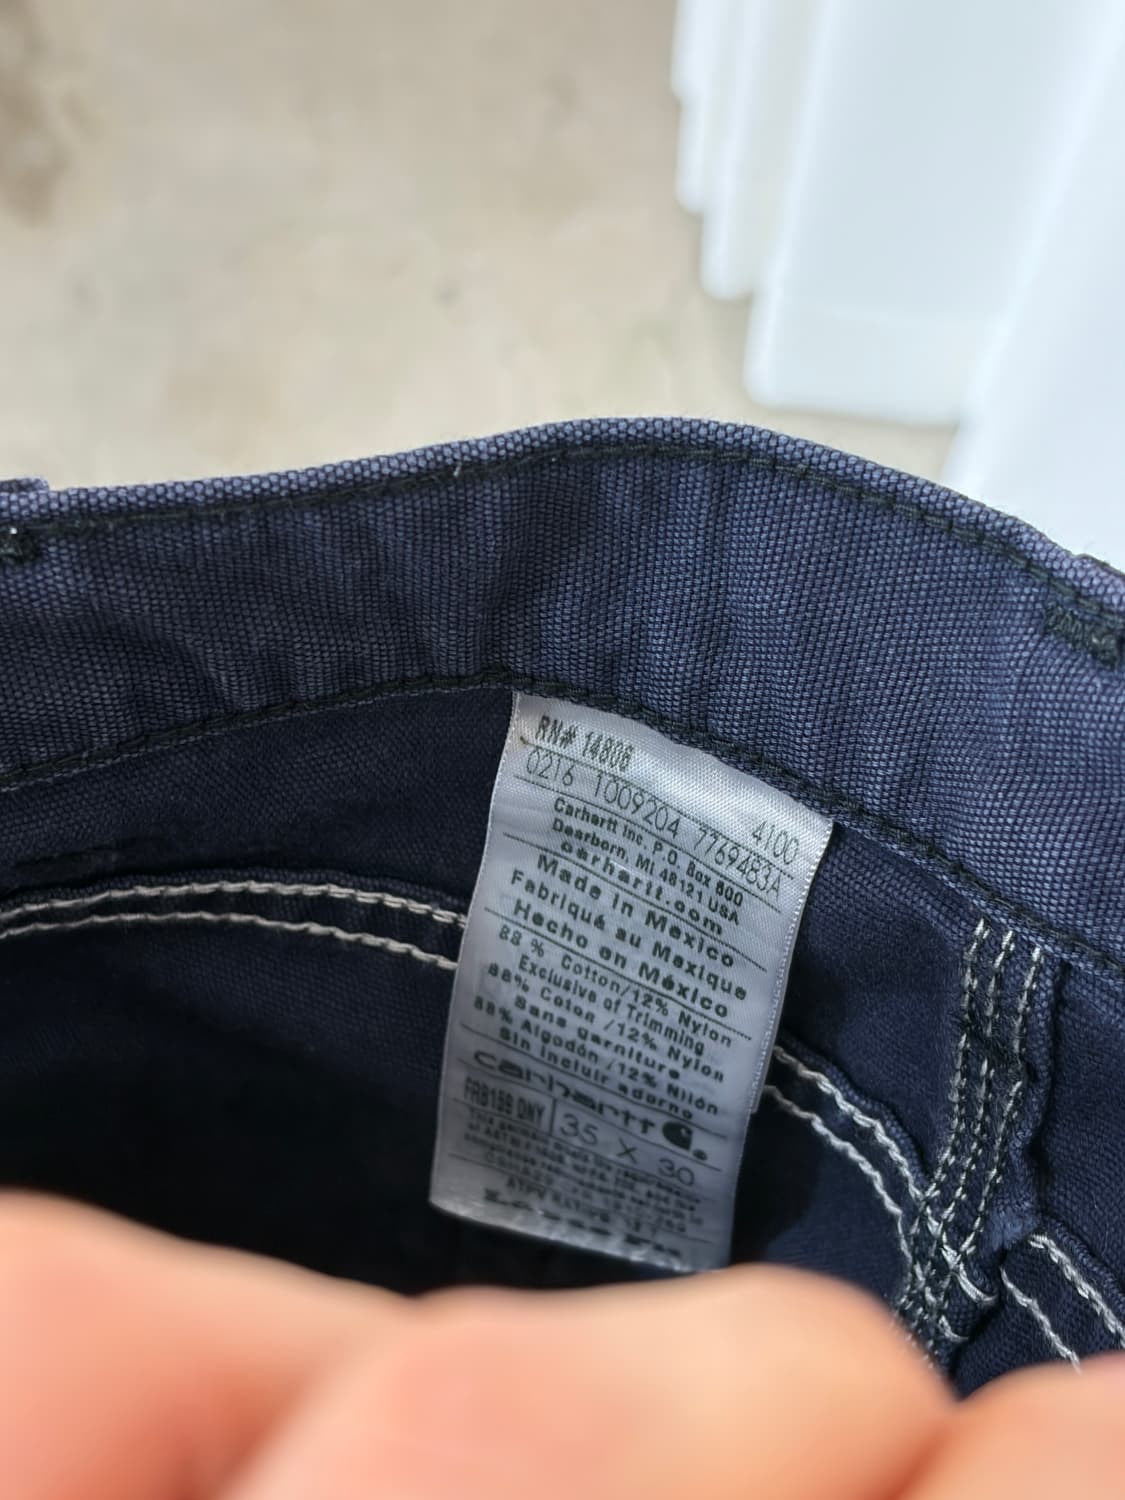 RN# 14806
0216 1009204 4100
7769483A
Carhartt Inc. P.O. Box 600
Dearborn, MI 48121 USA
carhartt.com
Made in Mexico
Fabriqué au Mexique
Hecho en México
88 % Cotton/12% Nylon
Exclusive of Trimming
88% Coton /12% Nylon
Sans garniture
88% Algodón /12% Nilón
Sin incluir adorno
carhartt
FRB159 DNY 35 X 30